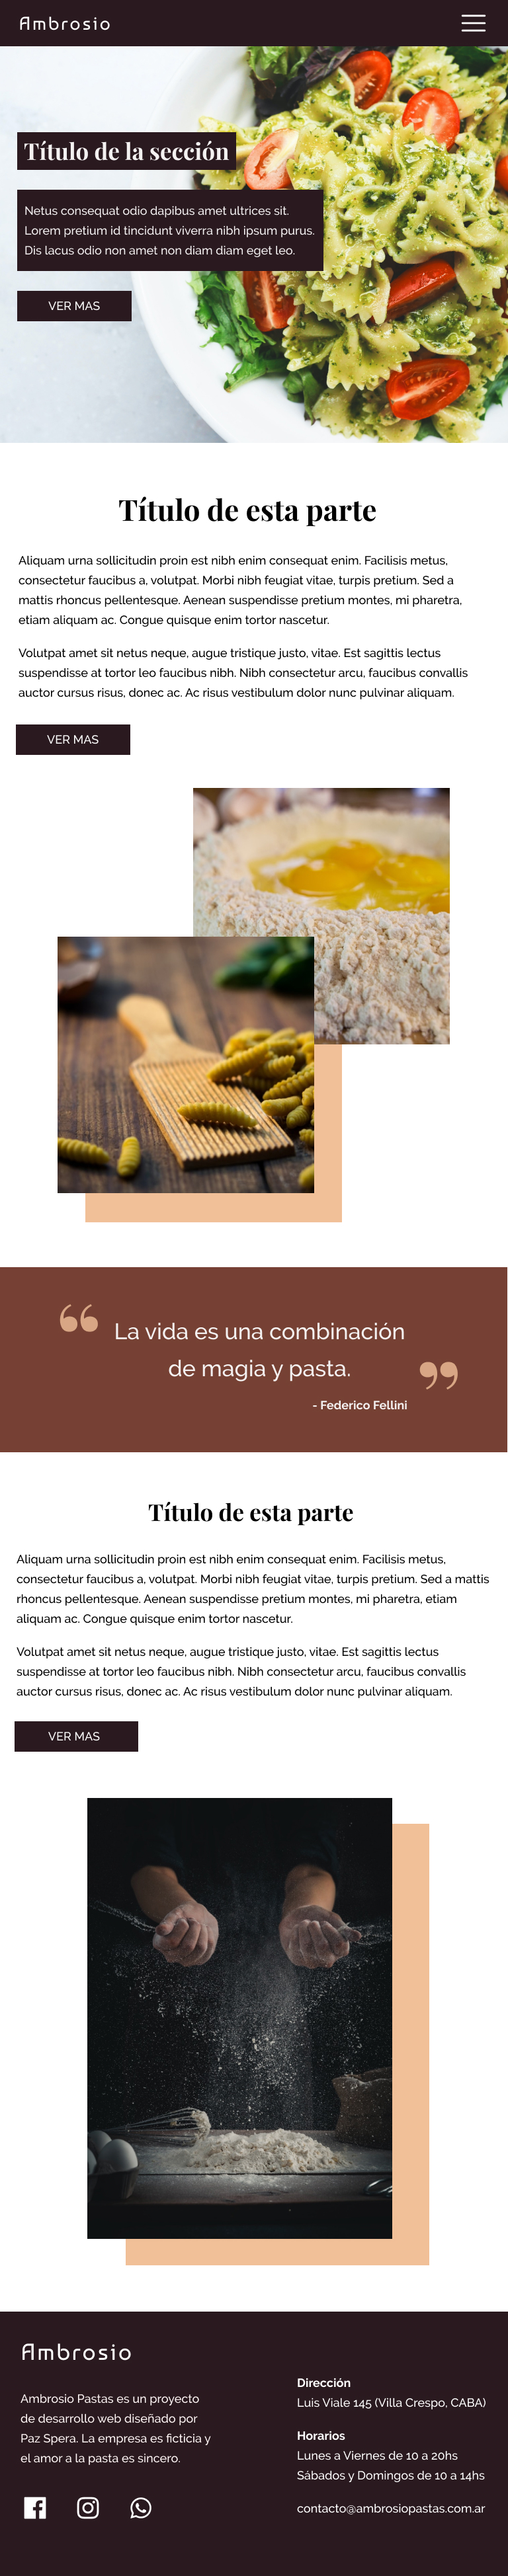 Ambrosio
Título de la sección
Netus consequat odio dapibus amet ultrices sit.
Lorem pretium id tincidunt viverra nibh ipsum purus.
Dis lacus odio non amet non diam diam eget leo.
VER MAS
Título de esta parte
Aliquam urna sollicitudin proin est nibh enim consequat enim. Facilisis metus,
consectetur faucibus a, volutpat. Morbi nibh feugiat vitae, turpis pretium. Sed a
mattis rhoncus pellentesque. Aenean suspendisse pretium montes, mi pharetra,
etiam aliquam ac. Congue quisque enim tortor nascetur.
Volutpat amet sit netus neque, augue tristique justo, vitae. Est sagittis lectus
suspendisse at tortor leo faucibus nibh. Nibh consectetur arcu, faucibus convallis
auctor cursus risus, donec ac. Ac risus vestibulum dolor nunc pulvinar aliquam.
VER MAS
“ La vida es una combinación
de magia y pasta. ”
- Federico Fellini
Título de esta parte
Aliquam urna sollicitudin proin est nibh enim consequat enim. Facilisis metus,
consectetur faucibus a, volutpat. Morbi nibh feugiat vitae, turpis pretium. Sed a mattis
rhoncus pellentesque. Aenean suspendisse pretium montes, mi pharetra, etiam
aliquam ac. Congue quisque enim tortor nascetur.
Volutpat amet sit netus neque, augue tristique justo, vitae. Est sagittis lectus
suspendisse at tortor leo faucibus nibh. Nibh consectetur arcu, faucibus convallis
auctor cursus risus, donec ac. Ac risus vestibulum dolor nunc pulvinar aliquam.
VER MAS
Ambrosio
Ambrosio Pastas es un proyecto
de desarrollo web diseñado por
Paz Spera. La empresa es ficticia y
el amor a la pasta es sincero.
Dirección
Luis Viale 145 (Villa Crespo, CABA)
Horarios
Lunes a Viernes de 10 a 20hs
Sábados y Domingos de 10 a 14hs
contacto@ambrosiopastas.com.ar